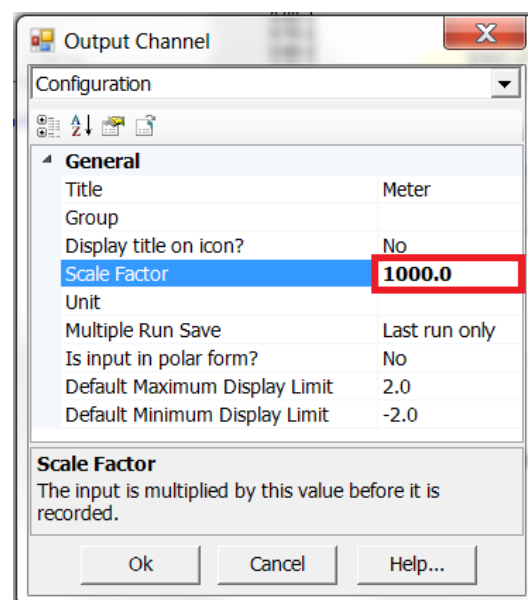 Output Channel
Configuration
General
Title Meter
Group
Display title on icon? No
Scale Factor 1000.0
Unit
Multiple Run Save Last run only
Is input in polar form? No
Default Maximum Display Limit 2.0
Default Minimum Display Limit -2.0
Scale Factor
The input is multiplied by this value before it is
recorded.
Ok Cancel Help...